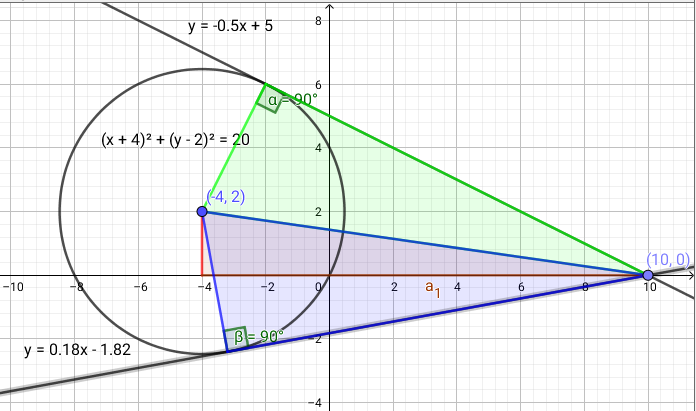 8
y = -0.5x + 5
6
α = 90°
(x + 4)² + (y - 2)² = 20
4
(-4, 2)
2
(10, 0)
−10 −8 −6 −4 −2 0 2 4 6 8 10
a₁
β = 90°
−2
y = 0.18x - 1.82
−4